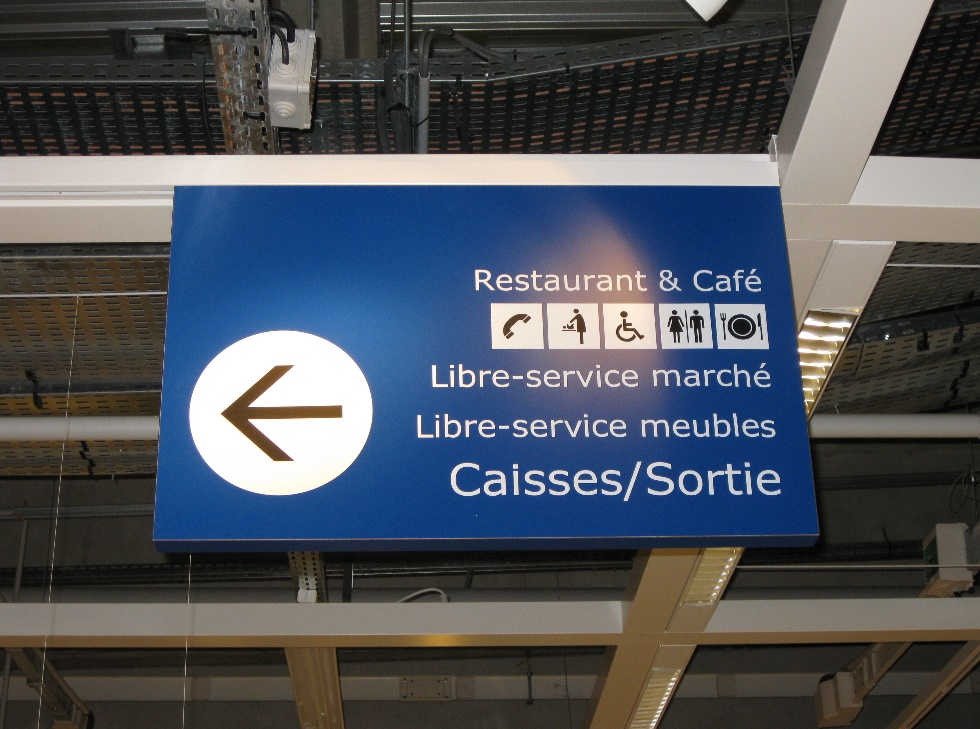 Restaurant & Café
Libre-service marché
Libre-service meubles
Caisses/Sortie